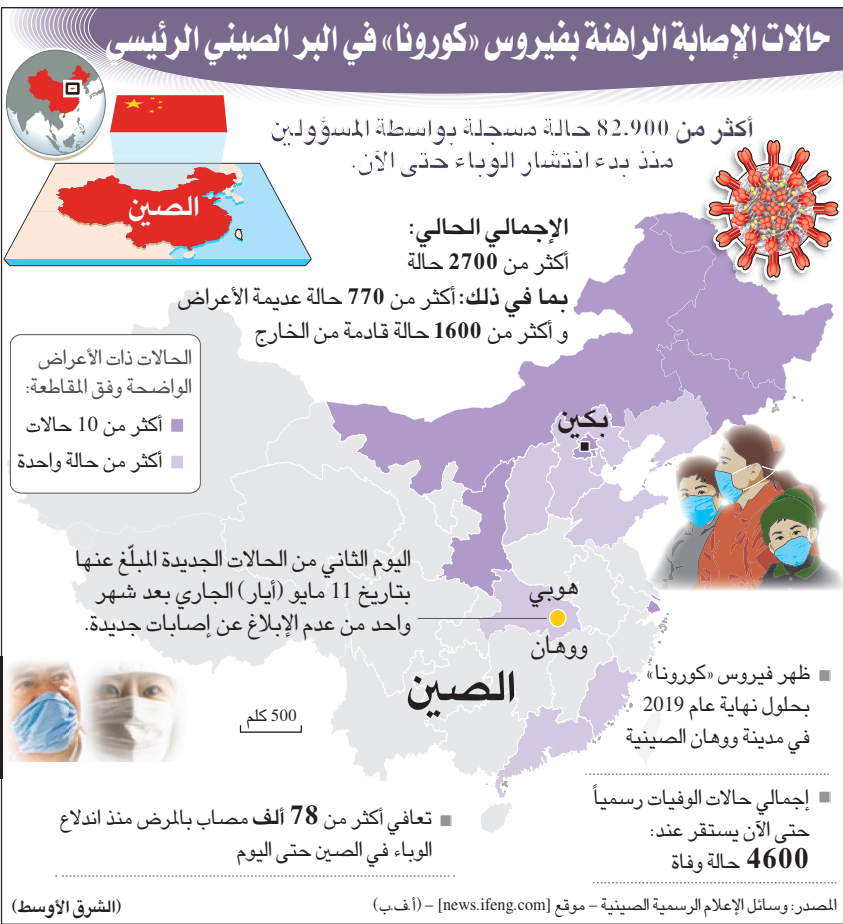 حالات الإصابة الراهنة بفيروس «كورونا» في البر الصيني الرئيسي
أكثر من 82.900 حالة مسجلة بواسطة المسؤولين
منذ بدء انتشار الوباء حتى الآن.
الصين
الإجمالي الحالي:
أكثر من 2700 حالة
بما في ذلك: أكثر من 770 حالة عديمة الأعراض
و أكثر من 1600 حالة قادمة من الخارج
الحالات ذات الأعراض
الواضحة وفق المقاطعة:
أكثر من 10 حالات
أكثر من حالة واحدة
بكين
اليوم الثاني من الحالات الجديدة المبلّغ عنها
بتاريخ 11 مايو (أيار) الجاري بعد شهر
واحد من عدم الإبلاغ عن إصابات جديدة.
هوبي
ووهان
الصين
500 كلم
ظهر فيروس «كورونا»
بحلول نهاية عام 2019
في مدينة ووهان الصينية
إجمالي حالات الوفيات رسمياً
حتى الآن يستقر عند:
4600 حالة وفاة
تعافي أكثر من 78 ألف مصاب بالمرض منذ اندلاع
الوباء في الصين حتى اليوم
المصدر: وسائل الإعلام الرسمية الصينية – موقع [news.ifeng.com] – (أ.ف.ب)
(الشرق الأوسط)